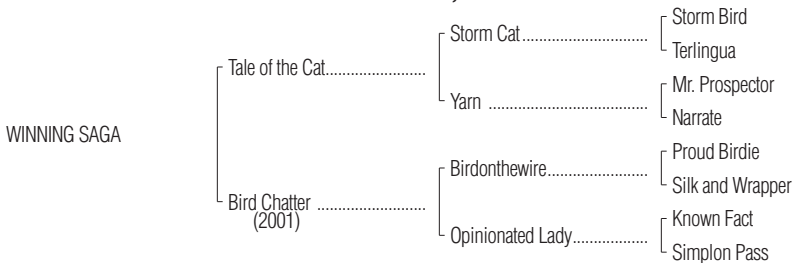 Storm Bird
Storm Cat........................................
Terlingua
Tale of the Cat...............................
Mr. Prospector
Yarn ..................................................
Narrate
WINNING SAGA
Proud Birdie
Birdonthewire................................
Silk and Wrapper
Bird Chatter .................................
(2001)
Known Fact
Opinionated Lady........................
Simplon Pass